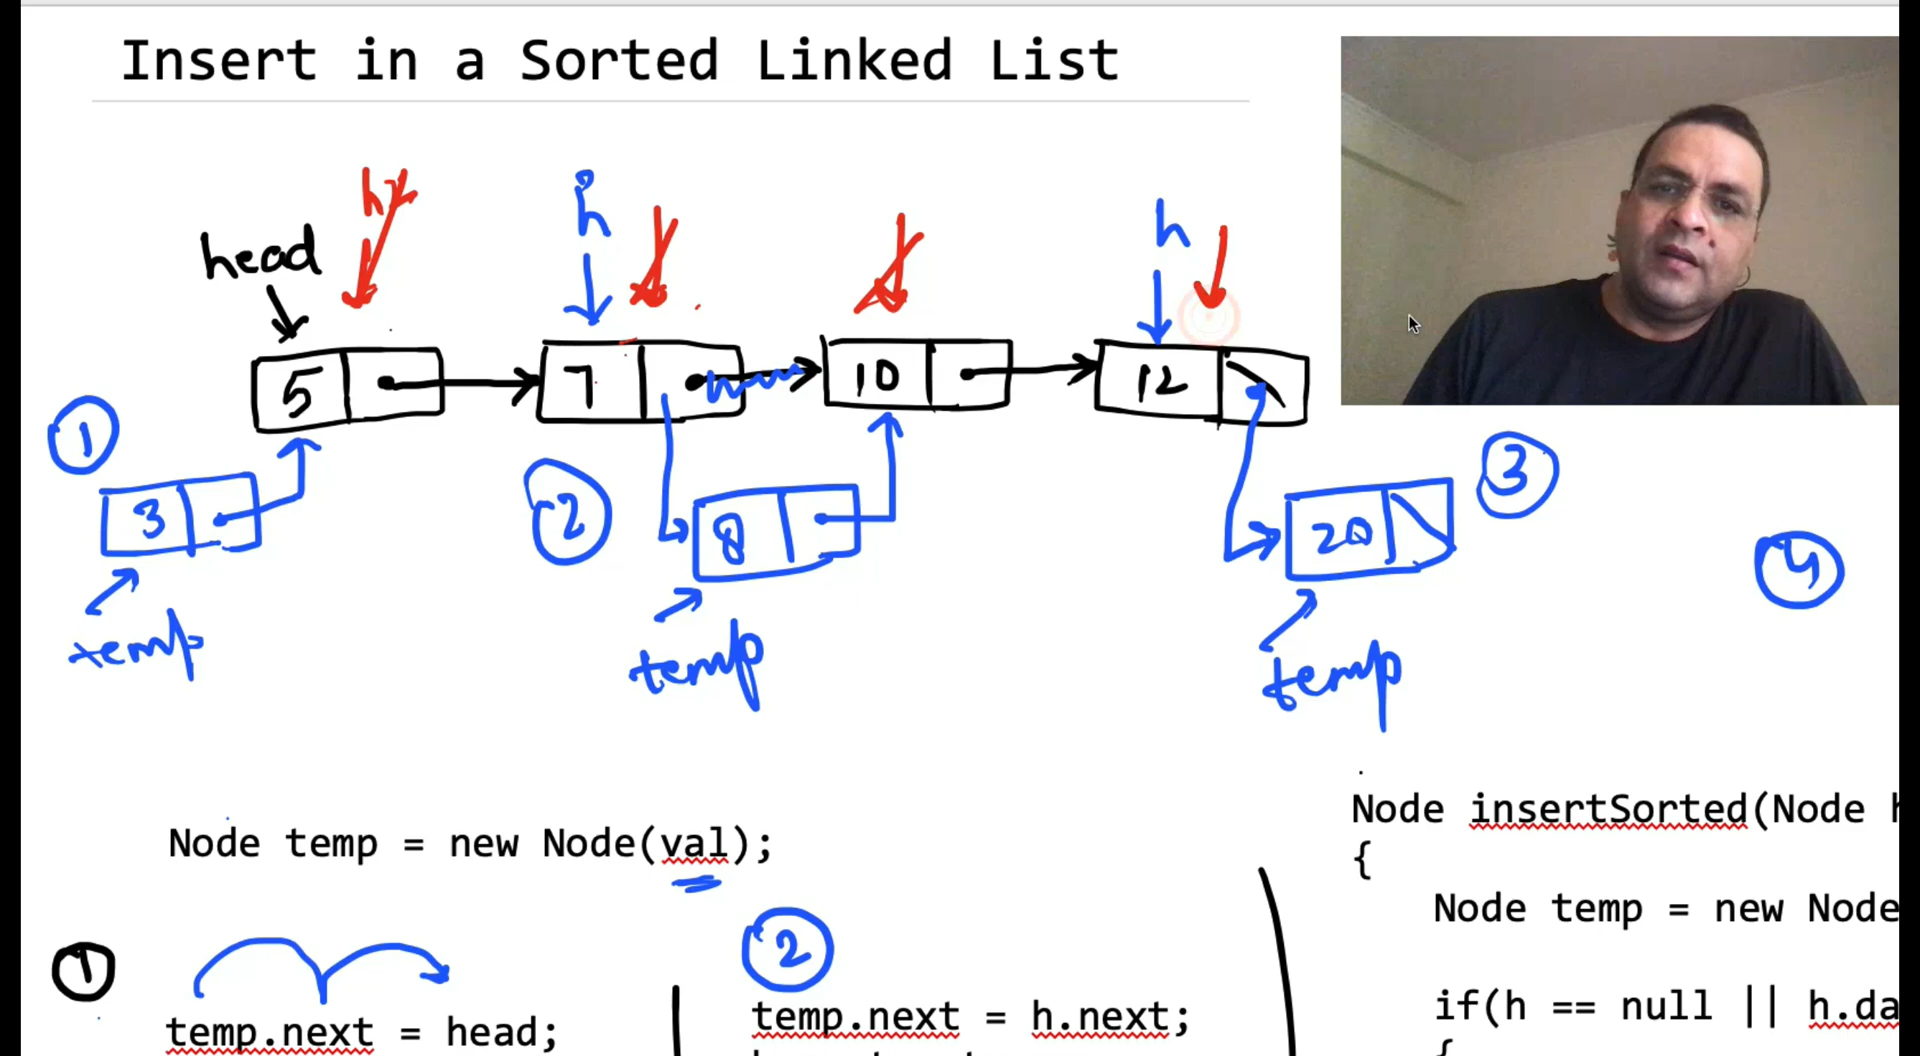 Insert in a Sorted Linked List
head
h
h
h
5
7
10
12
1
3
2
8
20
3
4
temp
temp
temp
Node temp = new Node(val);
1
temp.next = head;
2
temp.next = h.next;
Node insertSorted(Node h
{
Node temp = new Node
if(h == null || h.da
{